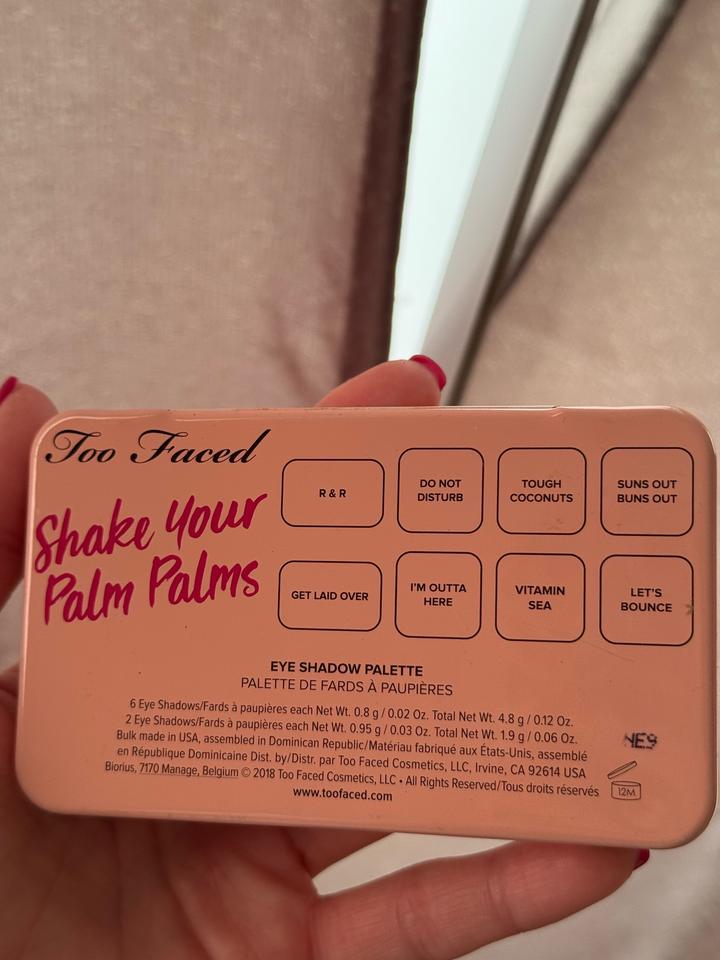 Too Faced
Shake Your
Palm Palms
R & R
DO NOT
DISTURB
TOUGH
COCONUTS
SUNS OUT
BUNS OUT
GET LAID OVER
I'M OUTTA
HERE
VITAMIN
SEA
LET'S
BOUNCE
EYE SHADOW PALETTE
PALETTE DE FARDS À PAUPIÈRES
6 Eye Shadows/Fards à paupières each Net Wt. 0.8 g / 0.02 Oz. Total Net Wt. 4.8 g / 0.12 Oz.
2 Eye Shadows/Fards à paupières each Net Wt. 0.95 g / 0.03 Oz. Total Net Wt. 1.9 g / 0.06 Oz.
Bulk made in USA, assembled in Dominican Republic/Matériau fabriqué aux États-Unis, assemblé
en République Dominicaine Dist. by/Distr. par Too Faced Cosmetics, LLC, Irvine, CA 92614 USA
Biorius, 7170 Manage, Belgium © 2018 Too Faced Cosmetics, LLC • All Rights Reserved/Tous droits réservés
www.toofaced.com
12M